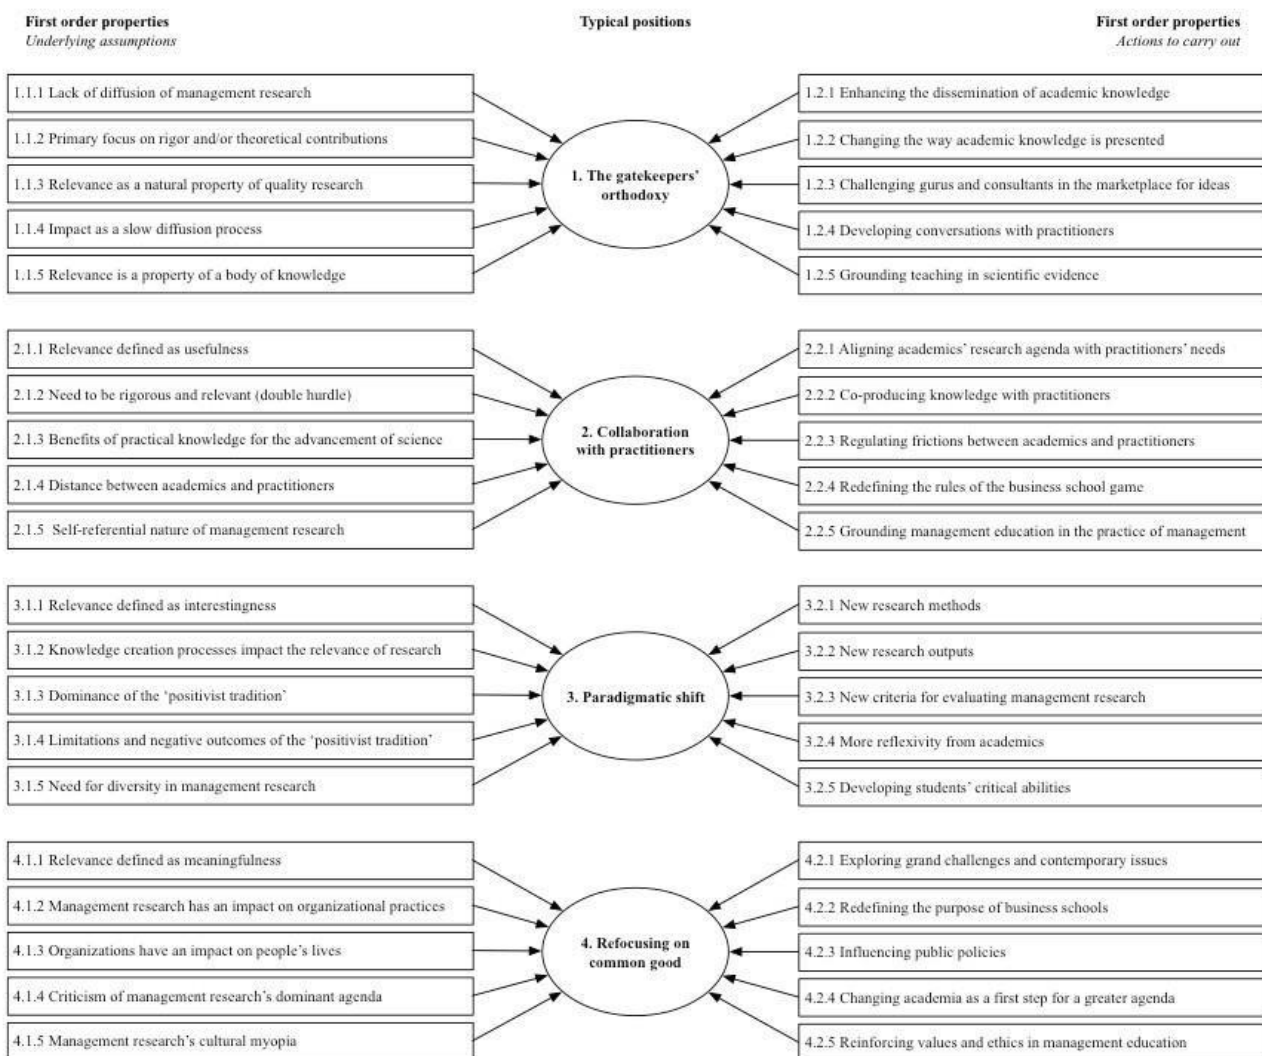 First order properties
Underlying assumptions
Typical positions
First order properties
Actions to carry out
1.1.1 Lack of diffusion of management research
1.1.2 Primary focus on rigor and/or theoretical contributions
1.1.3 Relevance as a natural property of quality research
1.1.4 Impact as a slow diffusion process
1.1.5 Relevance is a property of a body of knowledge
1. The gatekeepers’
orthodoxy
1.2.1 Enhancing the dissemination of academic knowledge
1.2.2 Changing the way academic knowledge is presented
1.2.3 Challenging gurus and consultants in the marketplace for ideas
1.2.4 Developing conversations with practitioners
1.2.5 Grounding teaching in scientific evidence
2.1.1 Relevance defined as usefulness
2.1.2 Need to be rigorous and relevant (double hurdle)
2.1.3 Benefits of practical knowledge for the advancement of science
2.1.4 Distance between academics and practitioners
2.1.5 Self-referential nature of management research
2. Collaboration
with practitioners
2.2.1 Aligning academics’ research agenda with practitioners’ needs
2.2.2 Co-producing knowledge with practitioners
2.2.3 Regulating frictions between academics and practitioners
2.2.4 Redefining the rules of the business school game
2.2.5 Grounding management education in the practice of management
3.1.1 Relevance defined as interestingness
3.1.2 Knowledge creation processes impact the relevance of research
3.1.3 Dominance of the ‘positivist tradition’
3.1.4 Limitations and negative outcomes of the ‘positivist tradition’
3.1.5 Need for diversity in management research
3. Paradigmatic shift
3.2.1 New research methods
3.2.2 New research outputs
3.2.3 New criteria for evaluating management research
3.2.4 More reflexivity from academics
3.2.5 Developing students’ critical abilities
4.1.1 Relevance defined as meaningfulness
4.1.2 Management research has an impact on organizational practices
4.1.3 Organizations have an impact on people’s lives
4.1.4 Criticism of management research’s dominant agenda
4.1.5 Management research’s cultural myopia
4. Refocusing on
common good
4.2.1 Exploring grand challenges and contemporary issues
4.2.2 Redefining the purpose of business schools
4.2.3 Influencing public policies
4.2.4 Changing academia as a first step for a greater agenda
4.2.5 Reinforcing values and ethics in management education